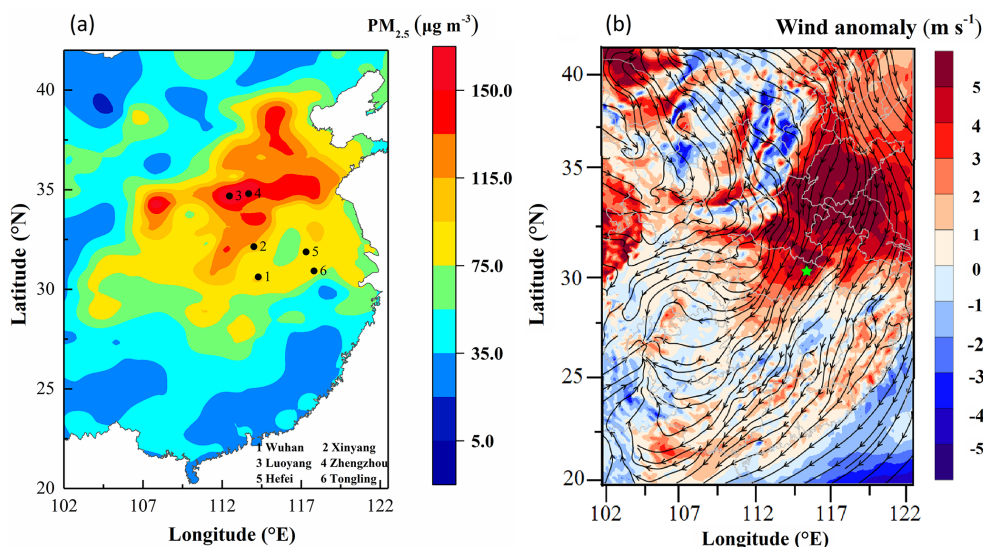 (a)
PM2.5 (µg m-3)
150.0
115.0
75.0
35.0
5.0
40
35
30
25
20
Latitude (°N)
3 4
2
5
1
6
1 Wuhan 2 Xinyang
3 Luoyang 4 Zhengzhou
5 Hefei 6 Tongling
102 107 112 117 122
Longitude (°E)
(b)
Wind anomaly (m s-1)
5
4
3
2
1
0
-1
-2
-3
-4
-5
40
35
30
25
20
Latitude (°N)
102 107 112 117 122
Longitude (°E)